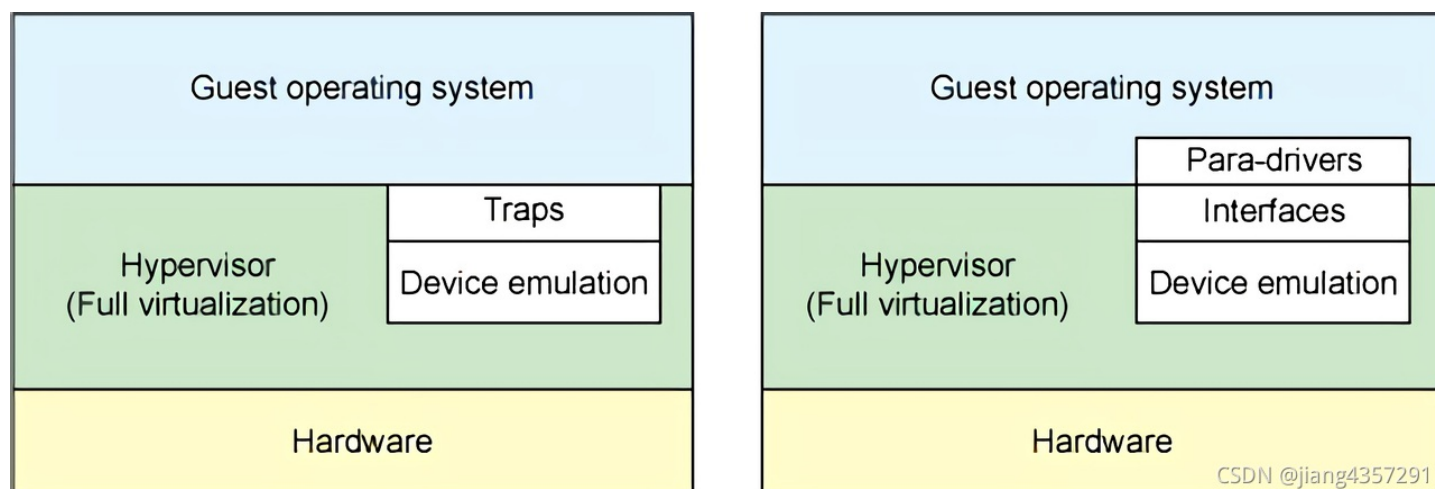 Guest operating system
Traps
Hypervisor
(Full virtualization)
Device emulation
Hardware
Guest operating system
Para-drivers
Interfaces
Hypervisor
(Full virtualization)
Device emulation
Hardware
CSDN @jiang4357291